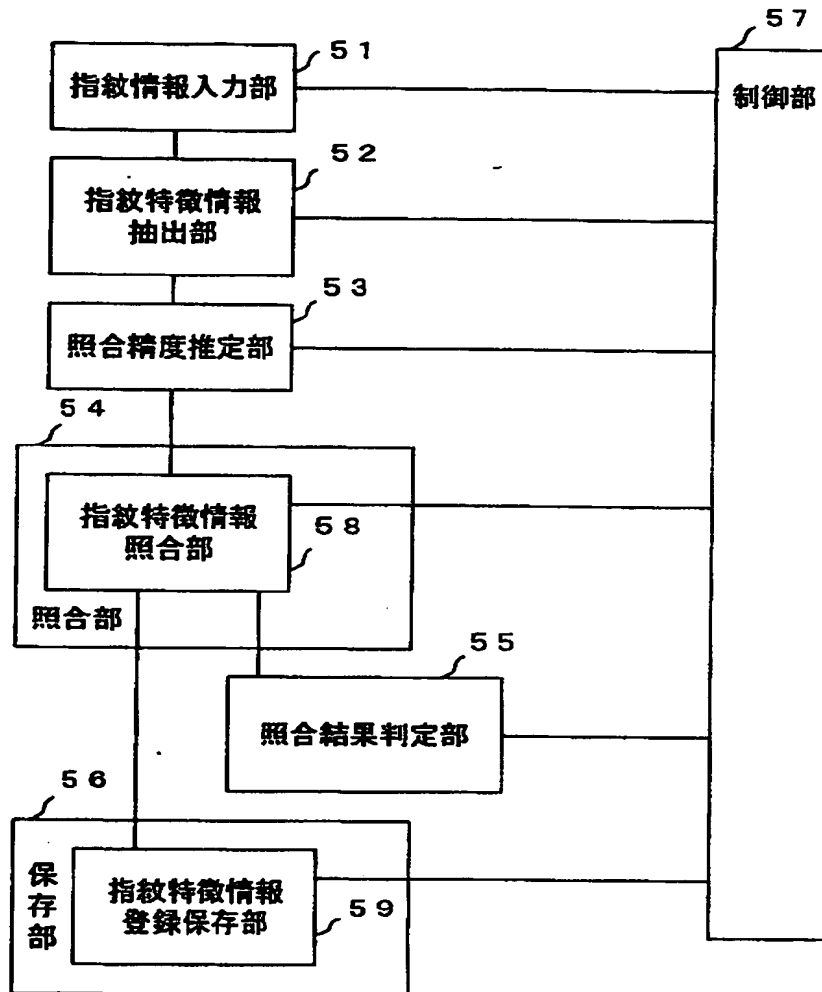 ５７
制御部
５１
指紋情報入力部
５２
指紋特徴情報
抽出部
５３
照合精度推定部
５４
指紋特徴情報
照合部
５８
照合部
５５
照合結果判定部
５６
保存部
指紋特徴情報
登録保存部
５９